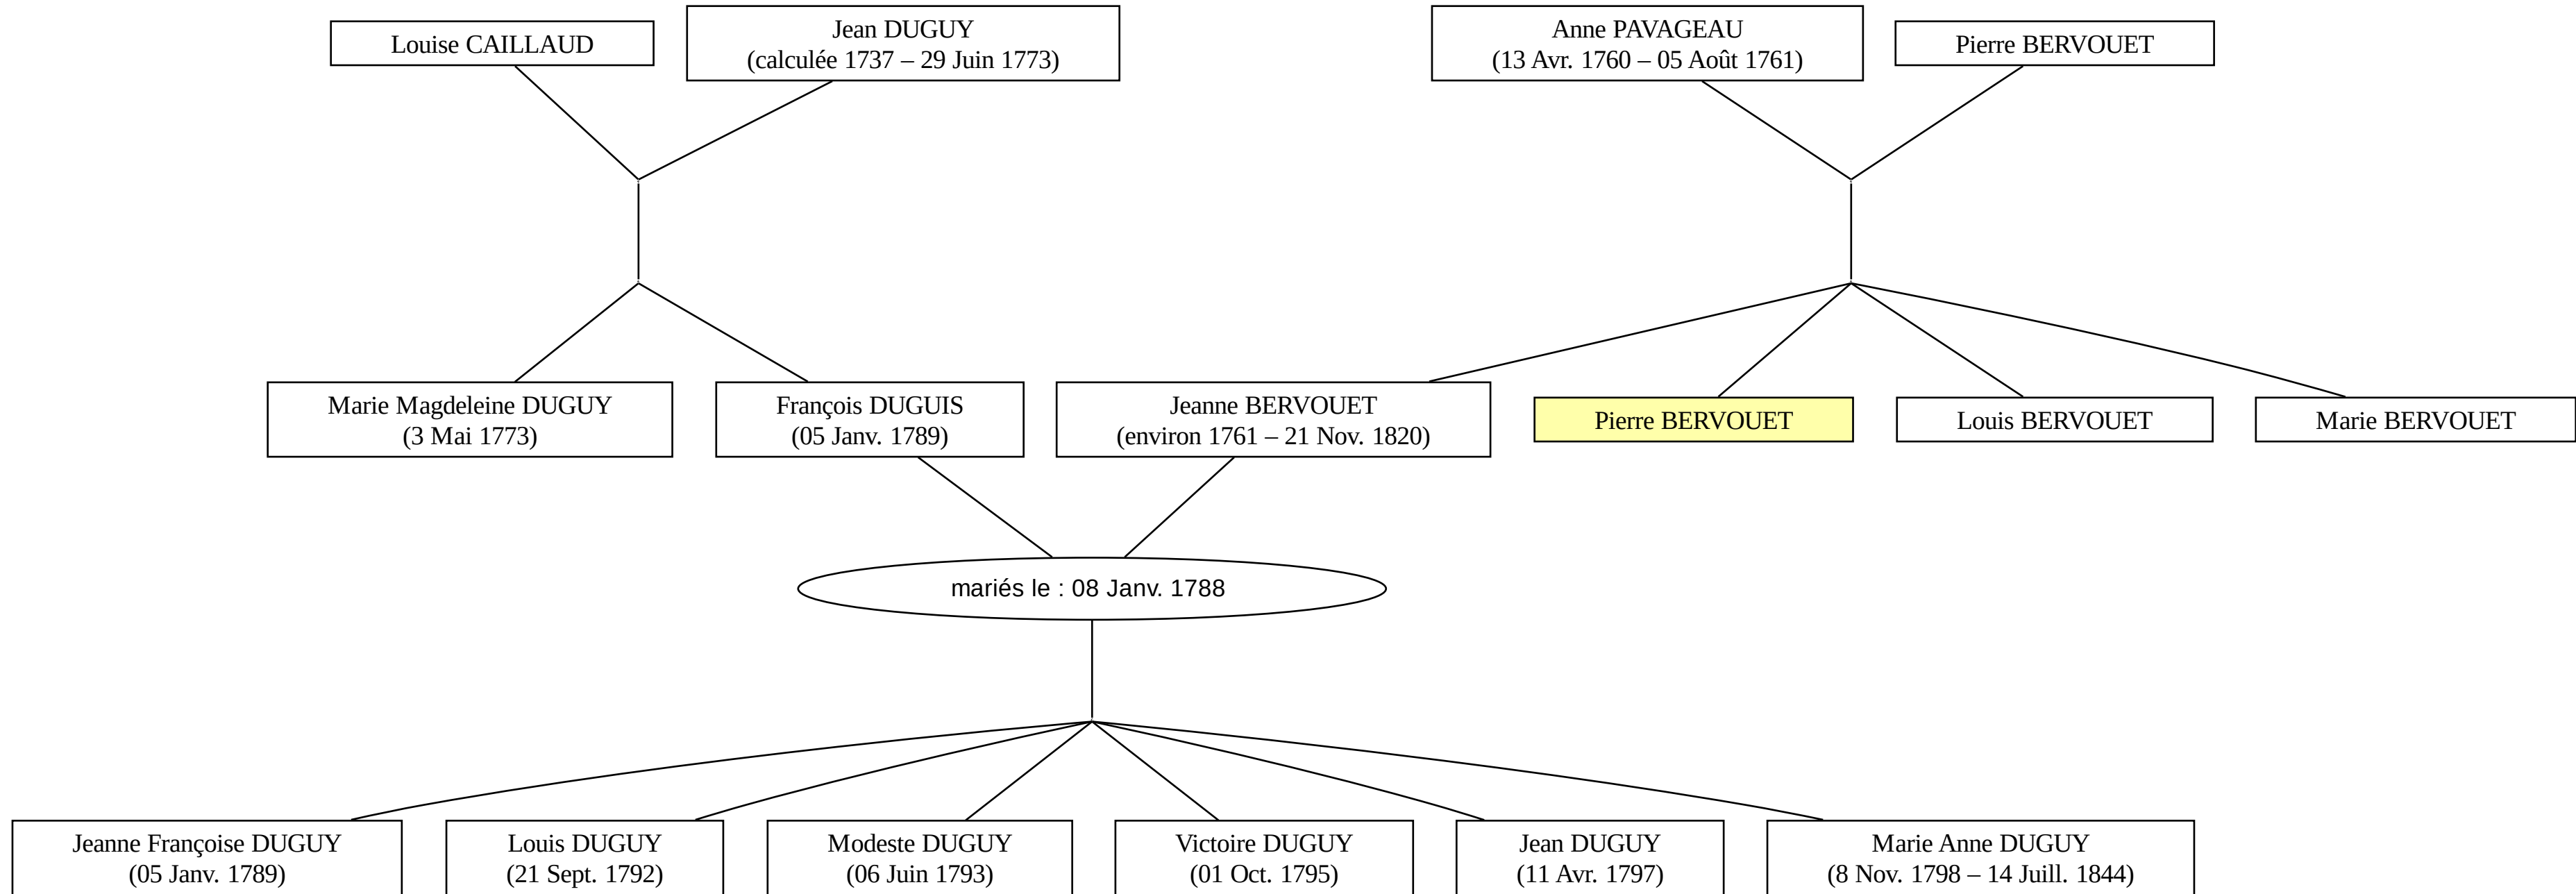 Louise CAILLAUD
Jean DUGUY
(calculée 1737 – 29 Juin 1773)
Anne PAVAGEAU
(13 Avr. 1760 – 05 Août 1761)
Pierre BERVOUET
Marie Magdeleine DUGUY
(3 Mai 1773)
François DUGUIS
(05 Janv. 1789)
Jeanne BERVOUET
(environ 1761 – 21 Nov. 1820)
Pierre BERVOUET
Louis BERVOUET
Marie BERVOUET
mariés le : 08 Janv. 1788
Jeanne Françoise DUGUY
(05 Janv. 1789)
Louis DUGUY
(21 Sept. 1792)
Modeste DUGUY
(06 Juin 1793)
Victoire DUGUY
(01 Oct. 1795)
Jean DUGUY
(11 Avr. 1797)
Marie Anne DUGUY
(8 Nov. 1798 – 14 Juill. 1844)